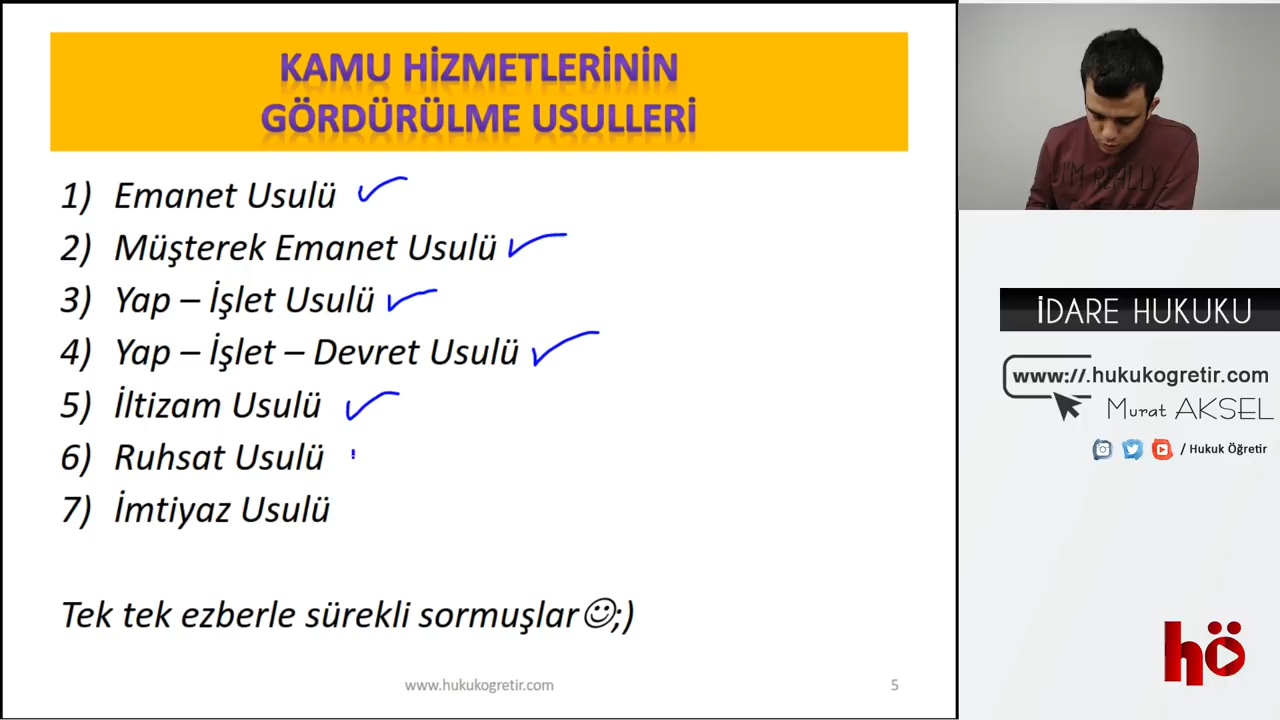 KAMU HİZMETLERİNİN
GÖRDÜRÜLME USULLERİ
1) Emanet Usulü
2) Müşterek Emanet Usulü
3) Yap – İşlet Usulü
4) Yap – İşlet – Devret Usulü
5) İltizam Usulü
6) Ruhsat Usulü
7) İmtiyaz Usulü
Tek tek ezberle sürekli sormuşlar☺;)
www.hukukogretir.com
5
I'M REALLY
İDARE HUKUKU
www://.hukukogretir.com
Murat AKSEL
/ Hukuk Öğretir
hö